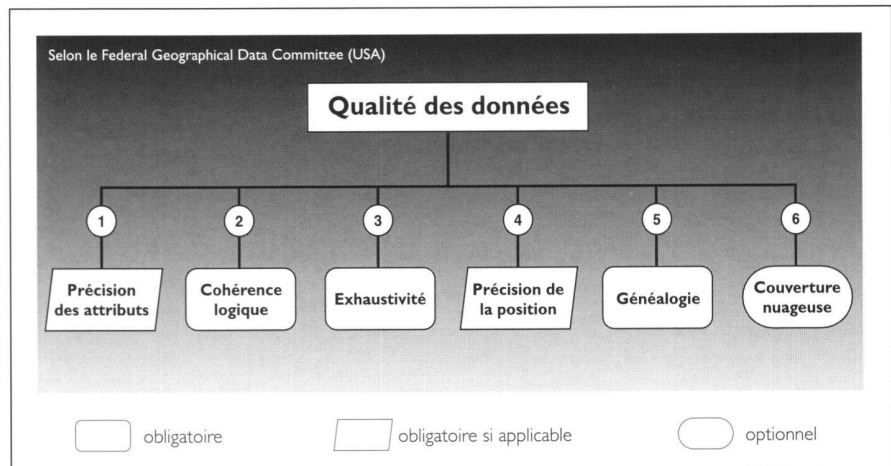 Selon le Federal Geographical Data Committee (USA)
Qualité des données
1 2 3 4 5 6
Précision des attributs
Cohérence logique
Exhaustivité
Précision de la position
Généalogie
Couverture nuageuse
obligatoire
obligatoire si applicable
optionnel